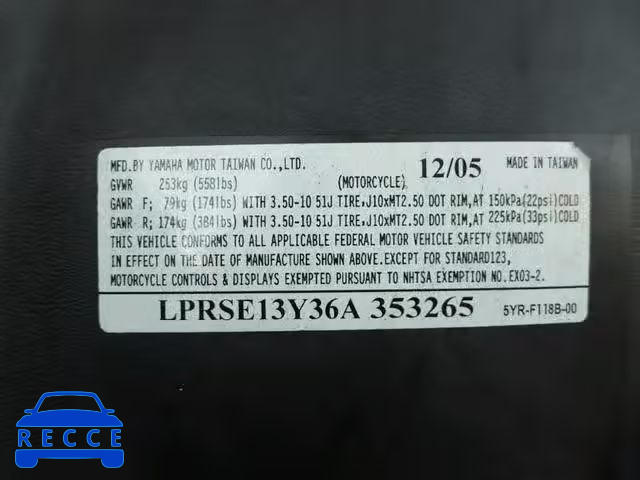 MFD.BY YAMAHA MOTOR TAIWAN CO.,LTD. 12/05 MADE IN TAIWAN
GVWR 253kg (558lbs) (MOTORCYCLE)
GAWR F; 79kg (174lbs) WITH 3.50-10 51J TIRE,J10xMT2.50 DOT RIM,AT 150kPa(22psi)COLD
GAWR R; 174kg (384lbs) WITH 3.50-10 51J TIRE,J10xMT2.50 DOT RIM,AT 225kPa(33psi)COLD
THIS VEHICLE CONFORMS TO ALL APPLICABLE FEDERAL MOTOR VEHICLE SAFETY STANDARDS
IN EFFECT ON THE DATE OF MANUFACTURE SHOWN ABOVE.EXCEPT FOR STANDARD123,
MOTORCYCLE CONTROLS & DISPLAYS EXEMPTED PURSUANT TO NHTSA EXEMPTION NO.EX03-2.
LPRSE13Y36A 353265 5YR-F118B-00
RECCE